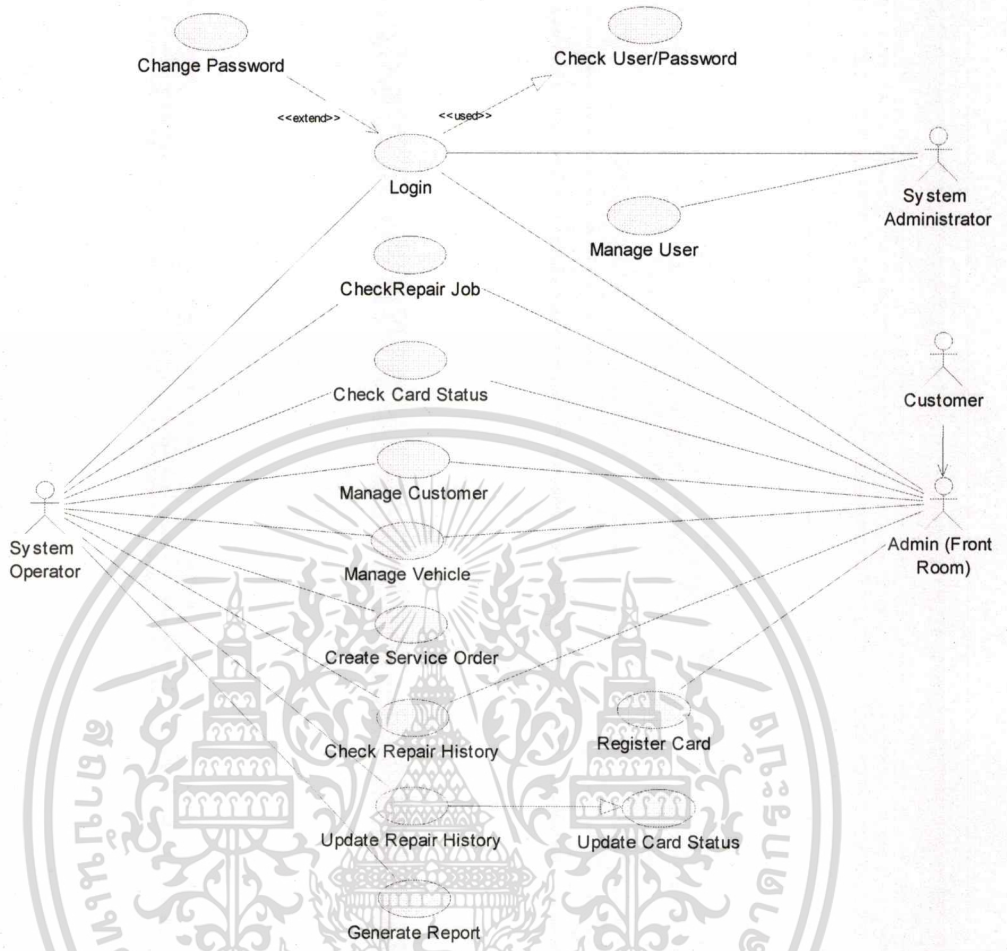 Change Password
Check User/Password
<<extend>>
<<used>>
Login
System
Administrator
Manage User
CheckRepair Job
Check Card Status
Customer
Manage Customer
System
Operator
Admin (Front
Room)
Manage Vehicle
Create Service Order
Check Repair History
Register Card
Update Repair History
Update Card Status
Generate Report